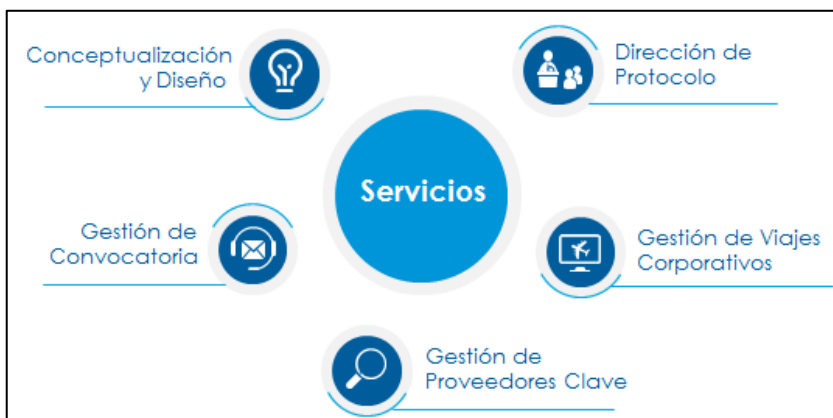 Conceptualización
y Diseño
Dirección de
Protocolo
Servicios
Gestión de
Convocatoria
Gestión de Viajes
Corporativos
Gestión de
Proveedores Clave